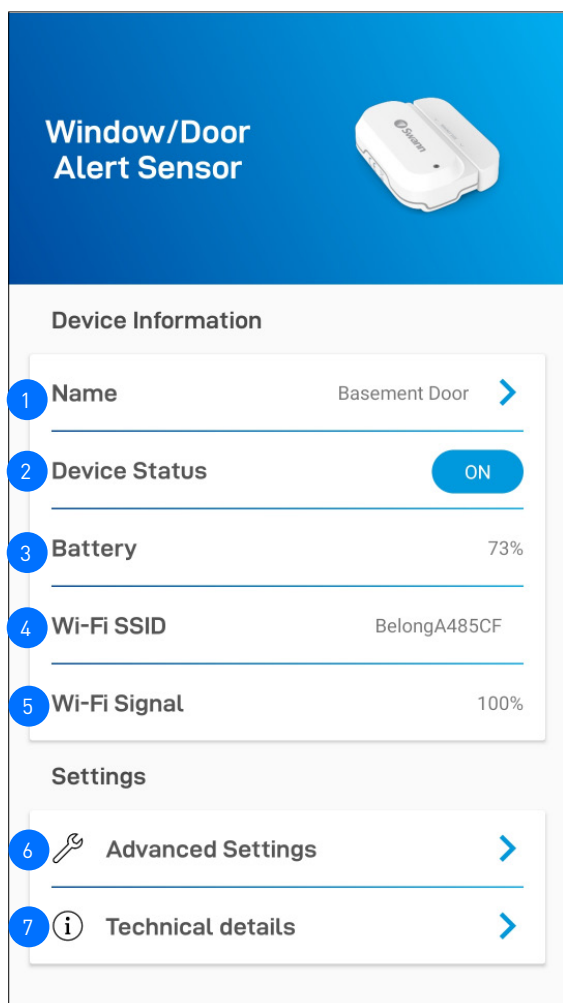 Window/Door
Alert Sensor
Swann
Device Information
1 Name Basement Door
2 Device Status ON
3 Battery 73%
4 Wi-Fi SSID BelongA485CF
5 Wi-Fi Signal 100%
Settings
6 Advanced Settings
7 Technical details